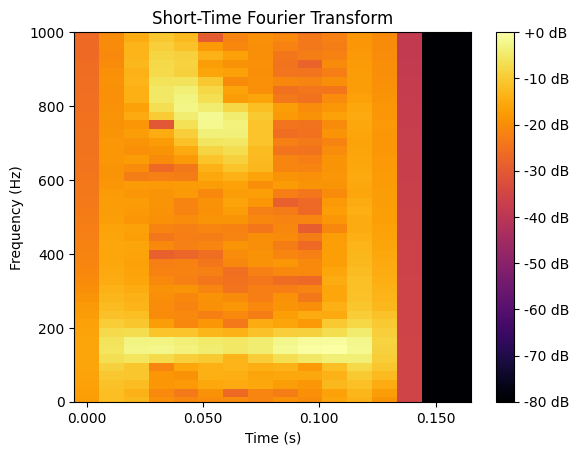 Short-Time Fourier Transform
1000
800
600
400
200
0
Frequency (Hz)
0.000
0.050
0.100
0.150
Time (s)
+0 dB
-10 dB
-20 dB
-30 dB
-40 dB
-50 dB
-60 dB
-70 dB
-80 dB